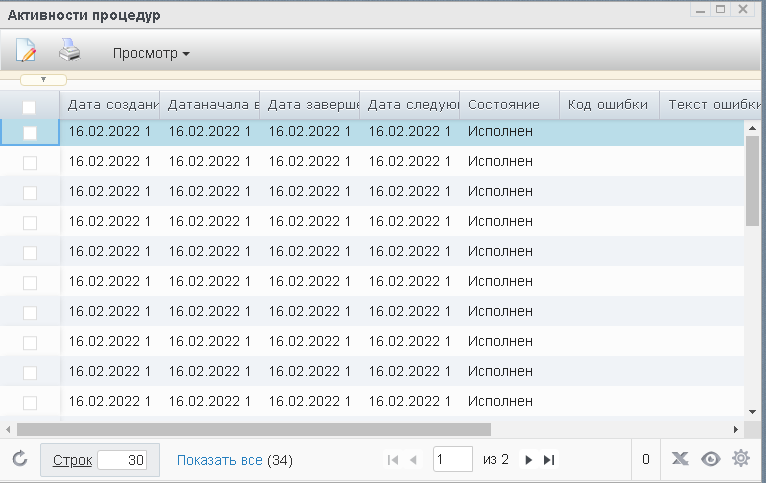 Активности процедур
Просмотр
Дата создани Датаначала в Дата заверше Дата следую Состояние Код ошибки Текст ошибки
16.02.2022 1 16.02.2022 1 16.02.2022 1 16.02.2022 1 Исполнен
16.02.2022 1 16.02.2022 1 16.02.2022 1 16.02.2022 1 Исполнен
16.02.2022 1 16.02.2022 1 16.02.2022 1 16.02.2022 1 Исполнен
16.02.2022 1 16.02.2022 1 16.02.2022 1 16.02.2022 1 Исполнен
16.02.2022 1 16.02.2022 1 16.02.2022 1 16.02.2022 1 Исполнен
16.02.2022 1 16.02.2022 1 16.02.2022 1 16.02.2022 1 Исполнен
16.02.2022 1 16.02.2022 1 16.02.2022 1 16.02.2022 1 Исполнен
16.02.2022 1 16.02.2022 1 16.02.2022 1 16.02.2022 1 Исполнен
16.02.2022 1 16.02.2022 1 16.02.2022 1 16.02.2022 1 Исполнен
16.02.2022 1 16.02.2022 1 16.02.2022 1 16.02.2022 1 Исполнен
Строк 30 Показать все (34) 1 из 2 0